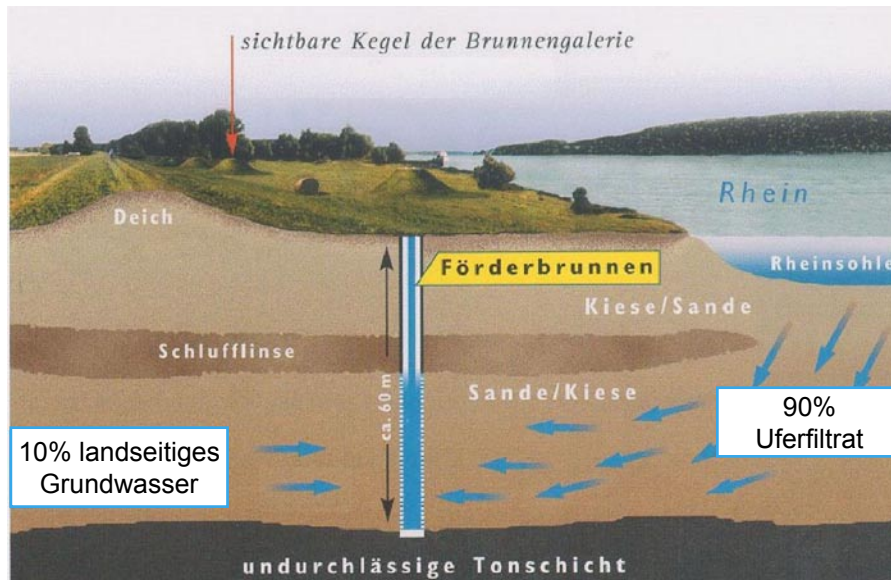 sichtbare Kegel der Brunnengalerie
Rhein
Deich
Förderbrunnen
Rheinsohle
Kiese/Sande
Schlufflinse
ca. 60 m
Sande/Kiese
90%
Uferfiltrat
10% landseitiges
Grundwasser
undurchlässige Tonschicht